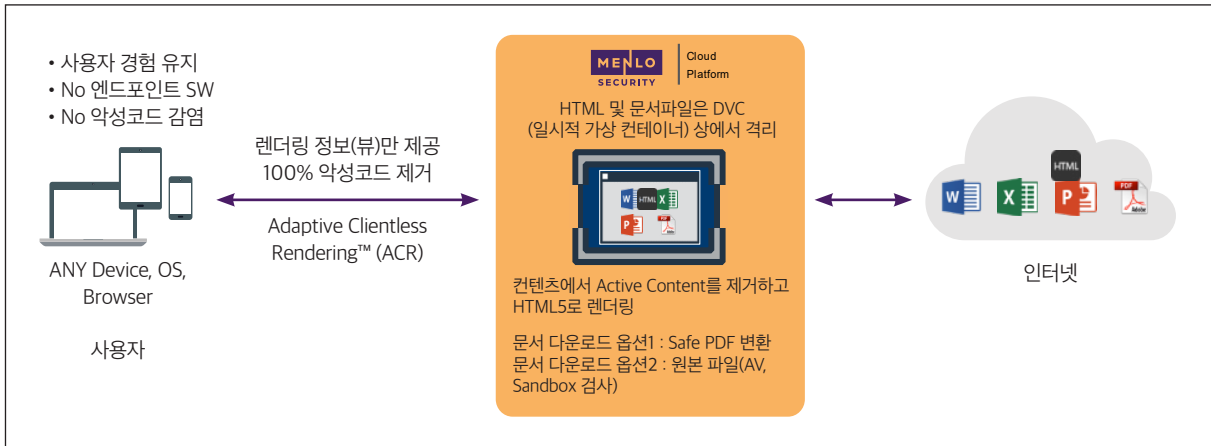 • 사용자 경험 유지
• No 엔드포인트 SW
• No 악성코드 감염
ANY Device, OS,
Browser
사용자
렌더링 정보(뷰)만 제공
100% 악성코드 제거
Adaptive Clientless
Rendering™ (ACR)
MENLO
SECURITY
Cloud
Platform
HTML 및 문서파일은 DVC
(일시적 가상 컨테이너) 상에서 격리
W
HTML
X
P
PDF
컨텐츠에서 Active Content를 제거하고
HTML5로 렌더링
문서 다운로드 옵션1 : Safe PDF 변환
문서 다운로드 옵션2 : 원본 파일(AV,
Sandbox 검사)
HTML
W
X
P
PDF
Adobe
인터넷